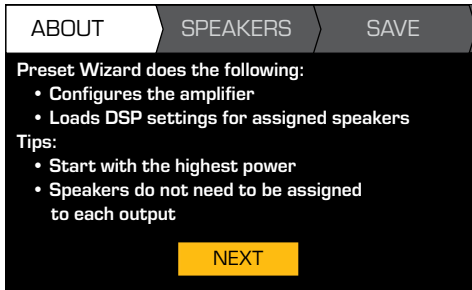 ABOUT
SPEAKERS
SAVE
Preset Wizard does the following:
• Configures the amplifier
• Loads DSP settings for assigned speakers
Tips:
• Start with the highest power
• Speakers do not need to be assigned
to each output
NEXT